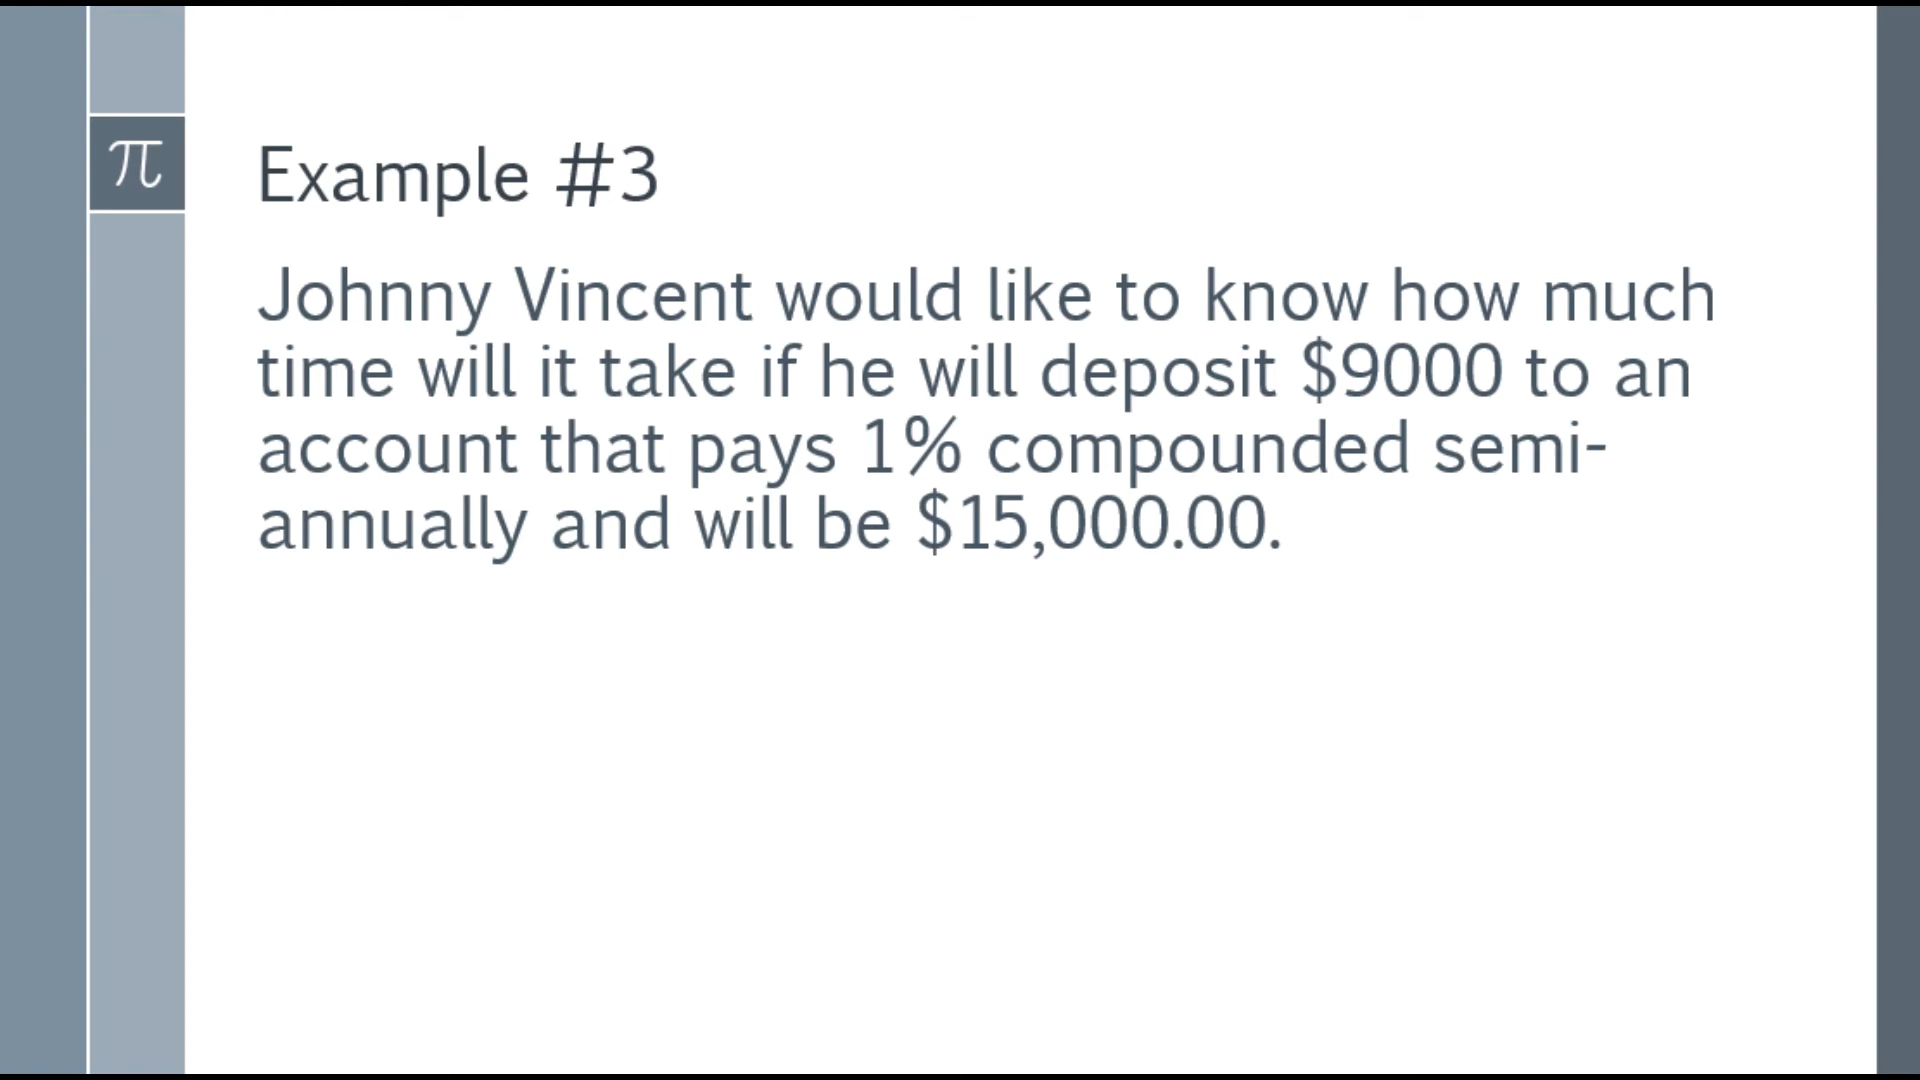 π
Example #3
Johnny Vincent would like to know how much
time will it take if he will deposit $9000 to an
account that pays 1% compounded semi-
annually and will be $15,000.00.